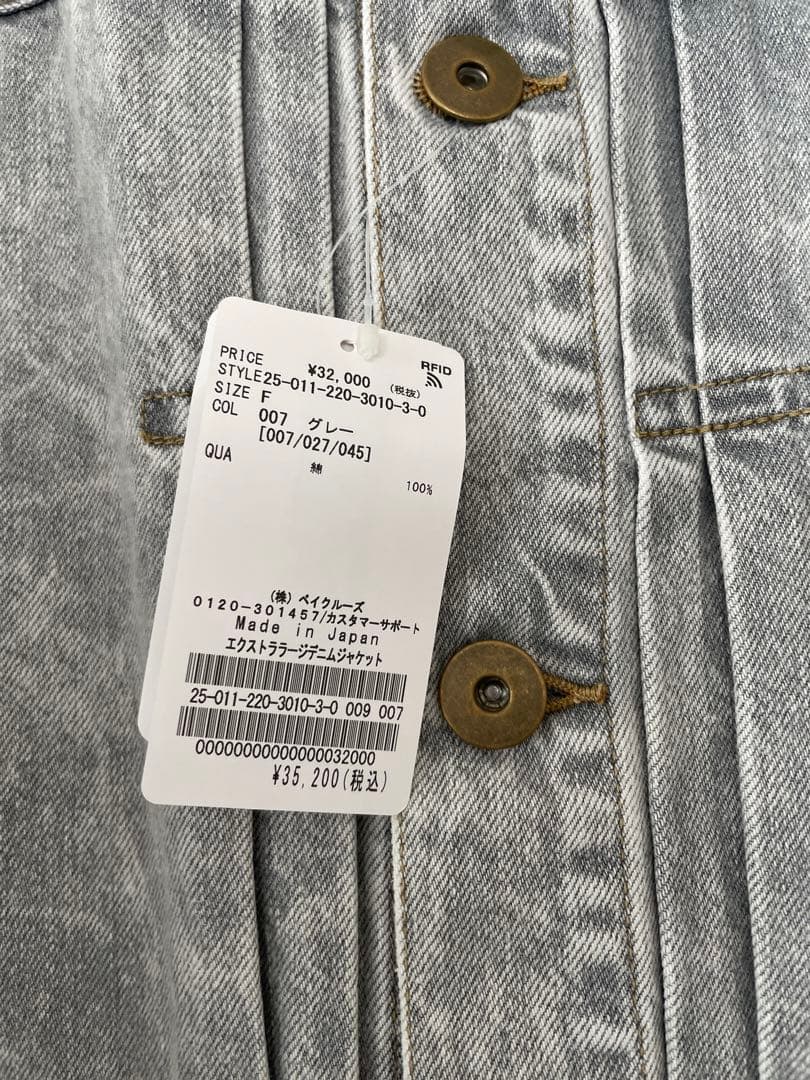 RFID
PRICE ¥32,000 (税抜)
STYLE25-011-220-3010-3-0
SIZE F
COL 007 グレー
[007/027/045]
QUA 綿 100%
(株) ベイクルーズ
0120-301457/カスタマーサポート
Made in Japan
エクストララージデニムジャケット
25-011-220-3010-3-0 009 007
00000000000000032000
¥35,200(税込)